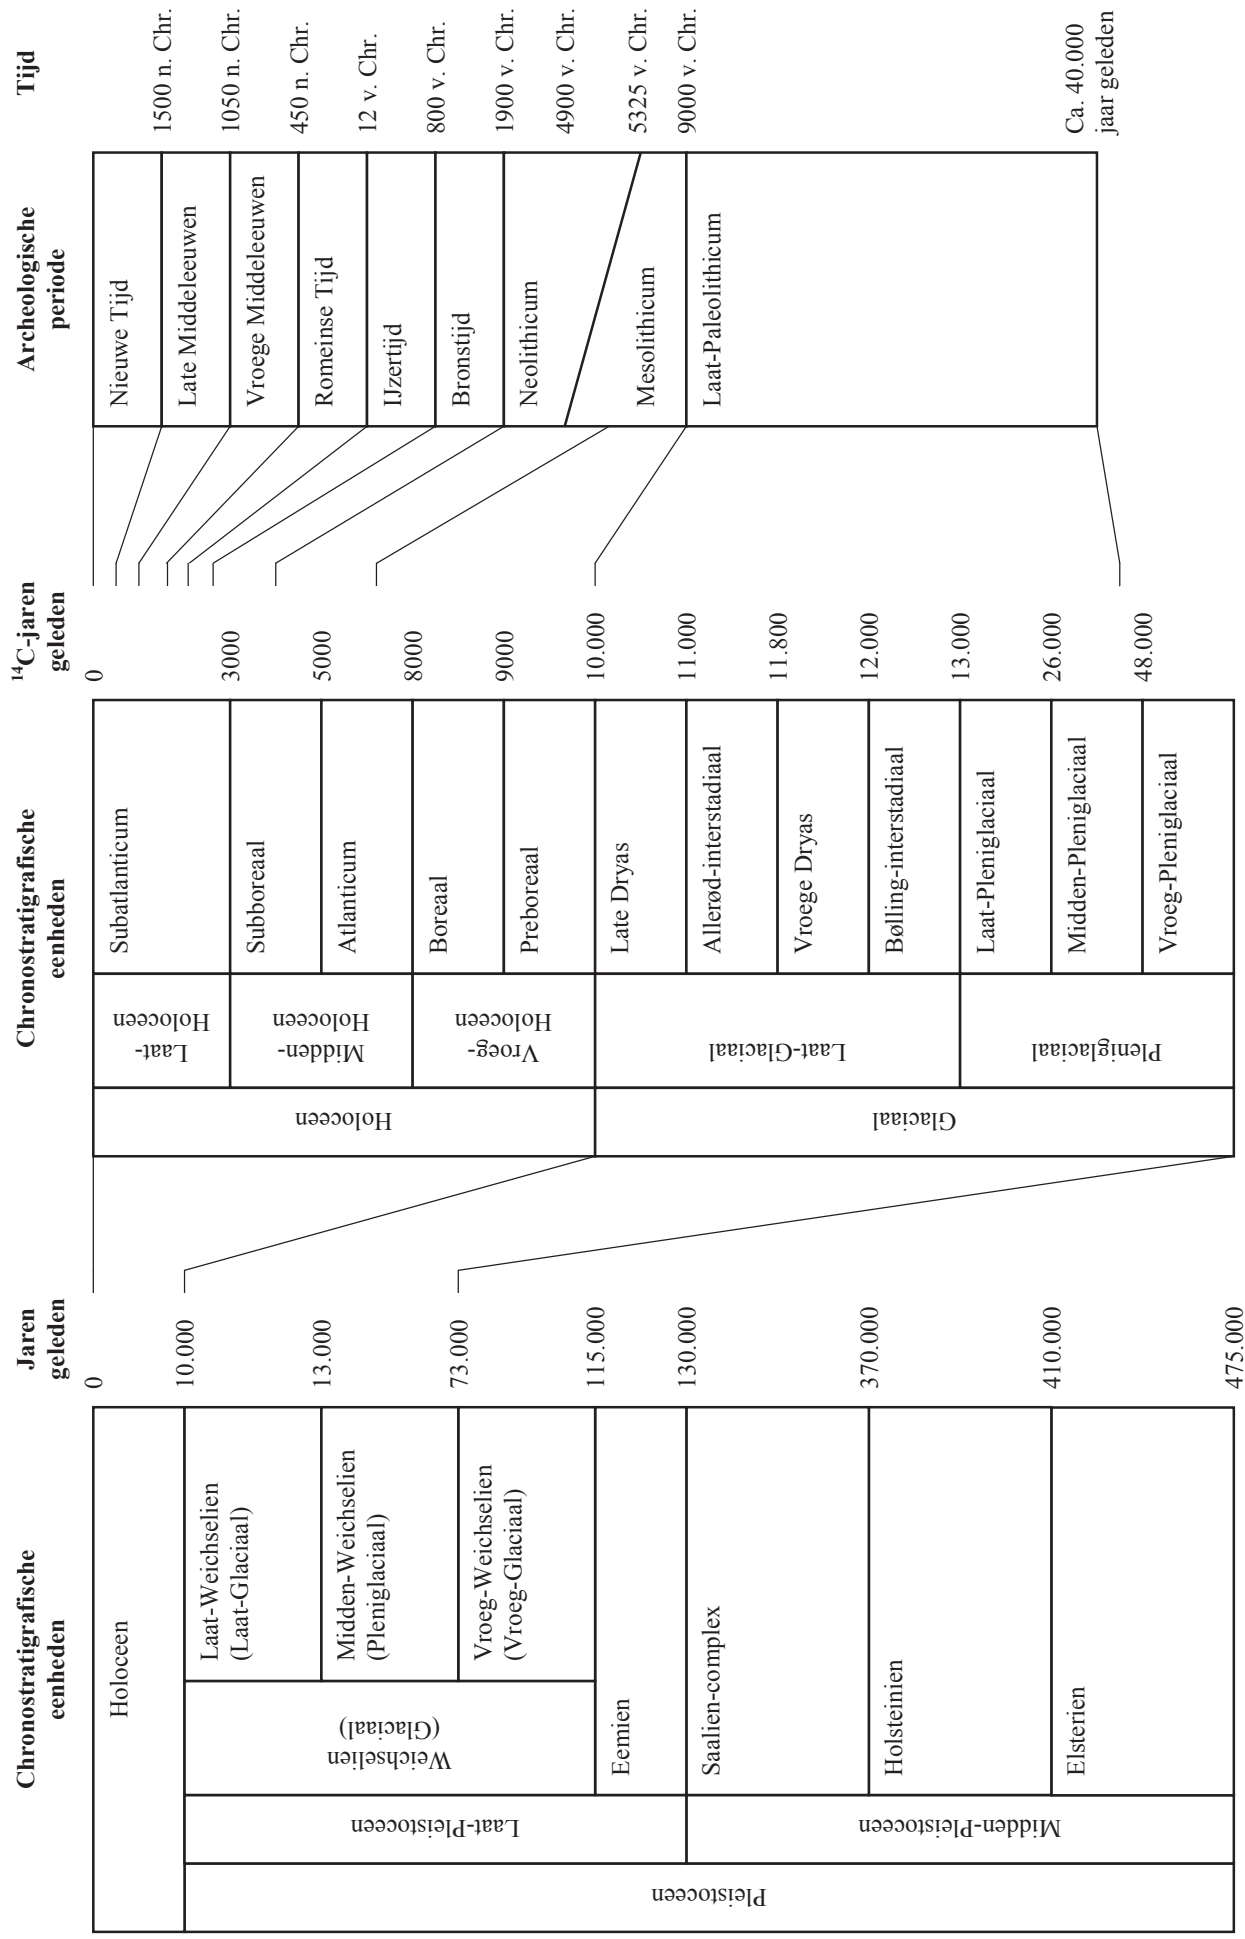 Chronostratigrafische
eenheden
Jaren
geleden
Chronostratigrafische
eenheden
¹⁴C-jaren
geleden
Archeologische
periode
Tijd
Holoceen
Pleistoceen
Laat-Pleistoceen
Midden-Pleistoceen
Weichselien
(Glaciaal)
Laat-Weichselien
(Laat-Glaciaal)
Midden-Weichselien
(Pleniglaciaal)
Vroeg-Weichselien
(Vroeg-Glaciaal)
Eemien
Saalien-complex
Holsteinien
Elsterien
0
10.000
13.000
73.000
115.000
130.000
370.000
410.000
475.000
Holoceen
Glaciaal
Laat-
Holoceen
Midden-
Holoceen
Vroeg-
Holoceen
Laat-Glaciaal
Pleniglaciaal
Subatlanticum
Subboreaal
Atlanticum
Boreaal
Preboreaal
Late Dryas
Allerød-interstadiaal
Vroege Dryas
Bølling-interstadiaal
Laat-Pleniglaciaal
Midden-Pleniglaciaal
Vroeg-Pleniglaciaal
0
3000
5000
8000
9000
10.000
11.000
11.800
12.000
13.000
26.000
48.000
Nieuwe Tijd
Late Middeleeuwen
Vroege Middeleeuwen
Romeinse Tijd
IJzertijd
Bronstijd
Neolithicum
Mesolithicum
Laat-Paleolithicum
1500 n. Chr.
1050 n. Chr.
450 n. Chr.
12 v. Chr.
800 v. Chr.
1900 v. Chr.
4900 v. Chr.
5325 v. Chr.
9000 v. Chr.
Ca. 40.000
jaar geleden